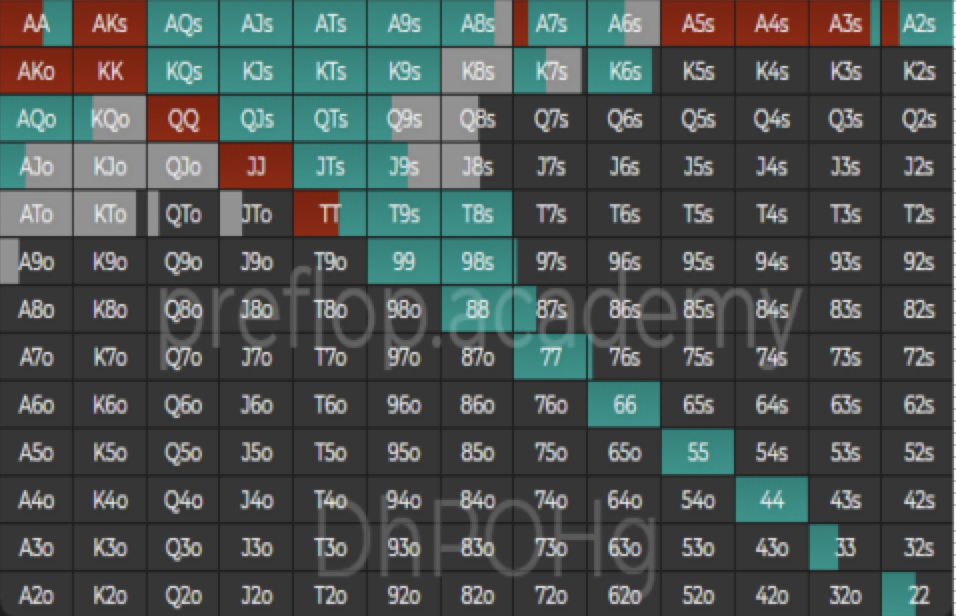 AA AKs AQs AJs ATs A9s A8s A7s A6s A5s A4s A3s A2s
AKo KK KQs KJs KTs K9s K8s K7s K6s K5s K4s K3s K2s
AQo KQo QQ QJs QTs Q9s Q8s Q7s Q6s Q5s Q4s Q3s Q2s
AJo KJo QJo JJ JTs J9s J8s J7s J6s J5s J4s J3s J2s
ATo KTo QTo JTo TT T9s T8s T7s T6s T5s T4s T3s T2s
A9o K9o Q9o J9o T9o 99 98s 97s 96s 95s 94s 93s 92s
preflop.academy
A8o K8o Q8o J8o T8o 98o 88 87s 86s 85s 84s 83s 82s
A7o K7o Q7o J7o T7o 97o 87o 77 76s 75s 74s 73s 72s
A6o K6o Q6o J6o T6o 96o 86o 76o 66 65s 64s 63s 62s
A5o K5o Q5o J5o T5o 95o 85o 75o 65o 55 54s 53s 52s
A4o K4o Q4o J4o T4o 94o 84o 74o 64o 54o 44 43s 42s
DhPOHg
A3o K3o Q3o J3o T3o 93o 83o 73o 63o 53o 43o 33 32s
A2o K2o Q2o J2o T2o 92o 82o 72o 62o 52o 42o 32o 22